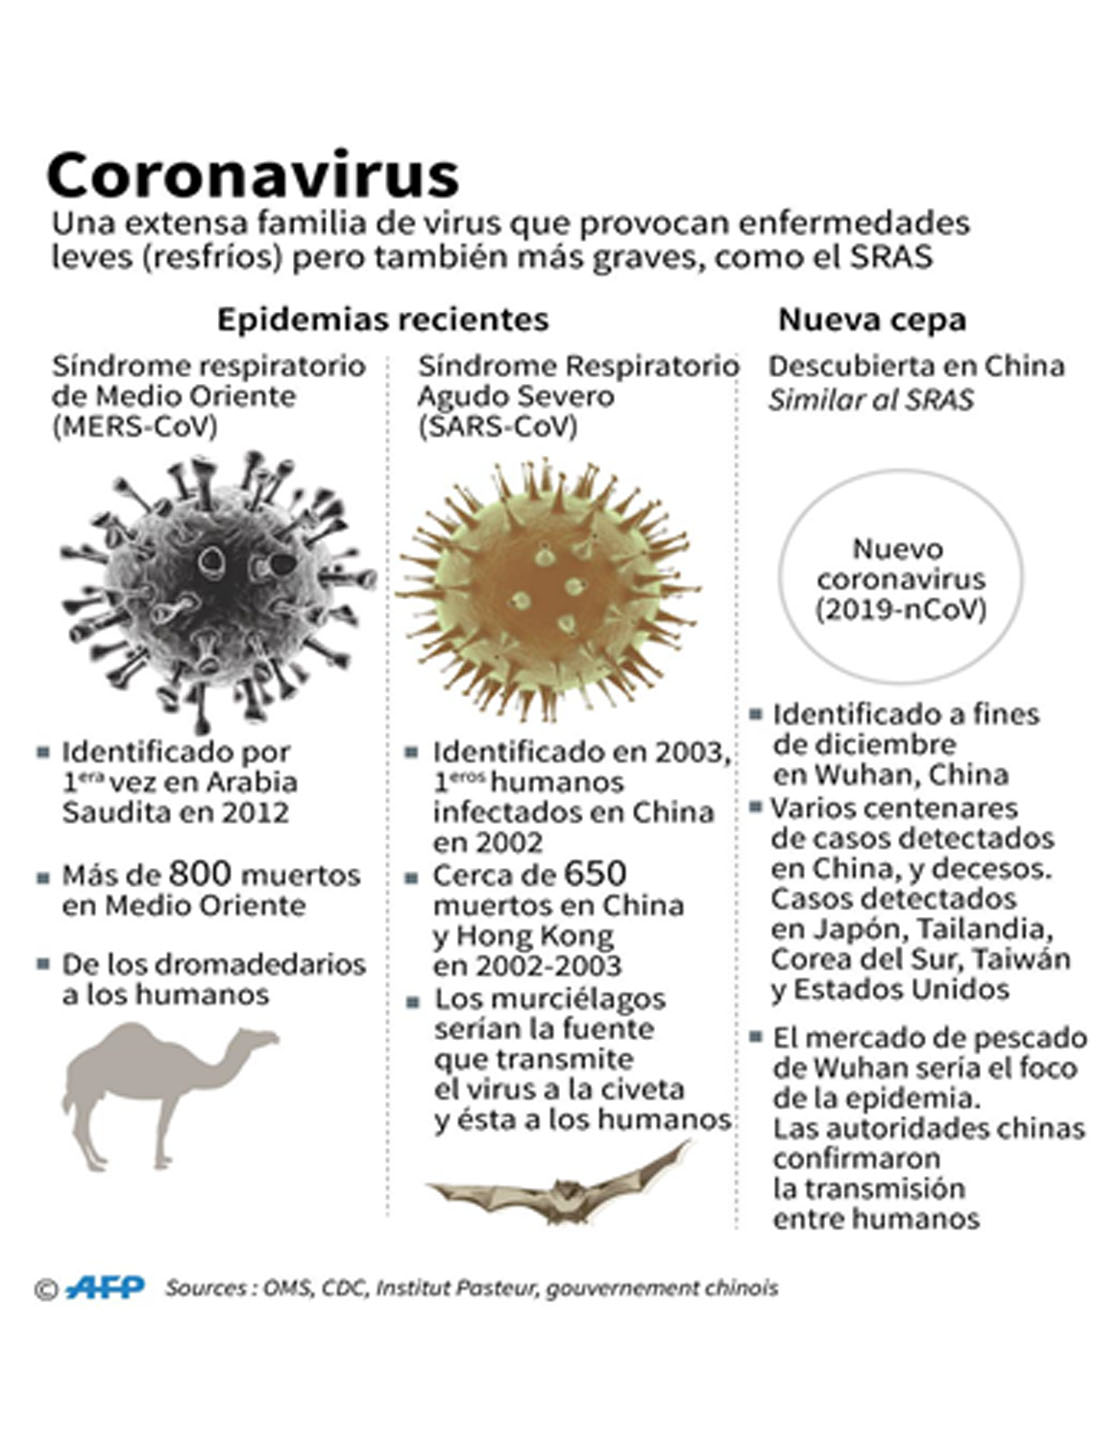 Coronavirus
Una extensa familia de virus que provocan enfermedades
leves (resfríos) pero también más graves, como el SRAS
Epidemias recientes
Síndrome respiratorio
de Medio Oriente
(MERS-CoV)
Identificado por
1era vez en Arabia
Saudita en 2012
Más de 800 muertos
en Medio Oriente
De los dromadedarios
a los humanos
Síndrome Respiratorio
Agudo Severo
(SARS-CoV)
Identificado en 2003,
1eros humanos
infectados en China
en 2002
Cerca de 650
muertos en China
y Hong Kong
en 2002-2003
Los murciélagos
serían la fuente
que transmite
el virus a la civeta
y ésta a los humanos
Nueva cepa
Descubierta en China
Similar al SRAS
Nuevo
coronavirus
(2019-nCoV)
Identificado a fines
de diciembre
en Wuhan, China
Varios centenares
de casos detectados
en China, y decesos.
Casos detectados
en Japón, Tailandia,
Corea del Sur, Taiwán
y Estados Unidos
El mercado de pescado
de Wuhan sería el foco
de la epidemia.
Las autoridades chinas
confirmaron
la transmisión
entre humanos
© AFP Sources : OMS, CDC, Institut Pasteur, gouvernement chinois